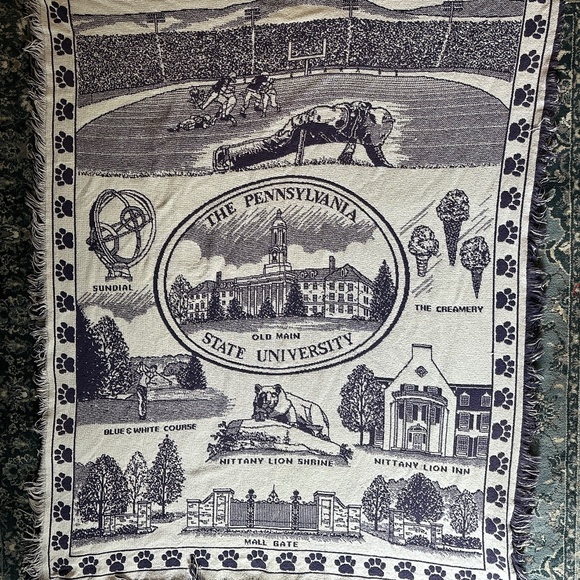 THE PENNSYLVANIA
SUNDIAL
THE CREAMERY
OLD MAIN
STATE UNIVERSITY
BLUE & WHITE COURSE
NITTANY LION SHRINE
NITTANY LION INN
MALL GATE